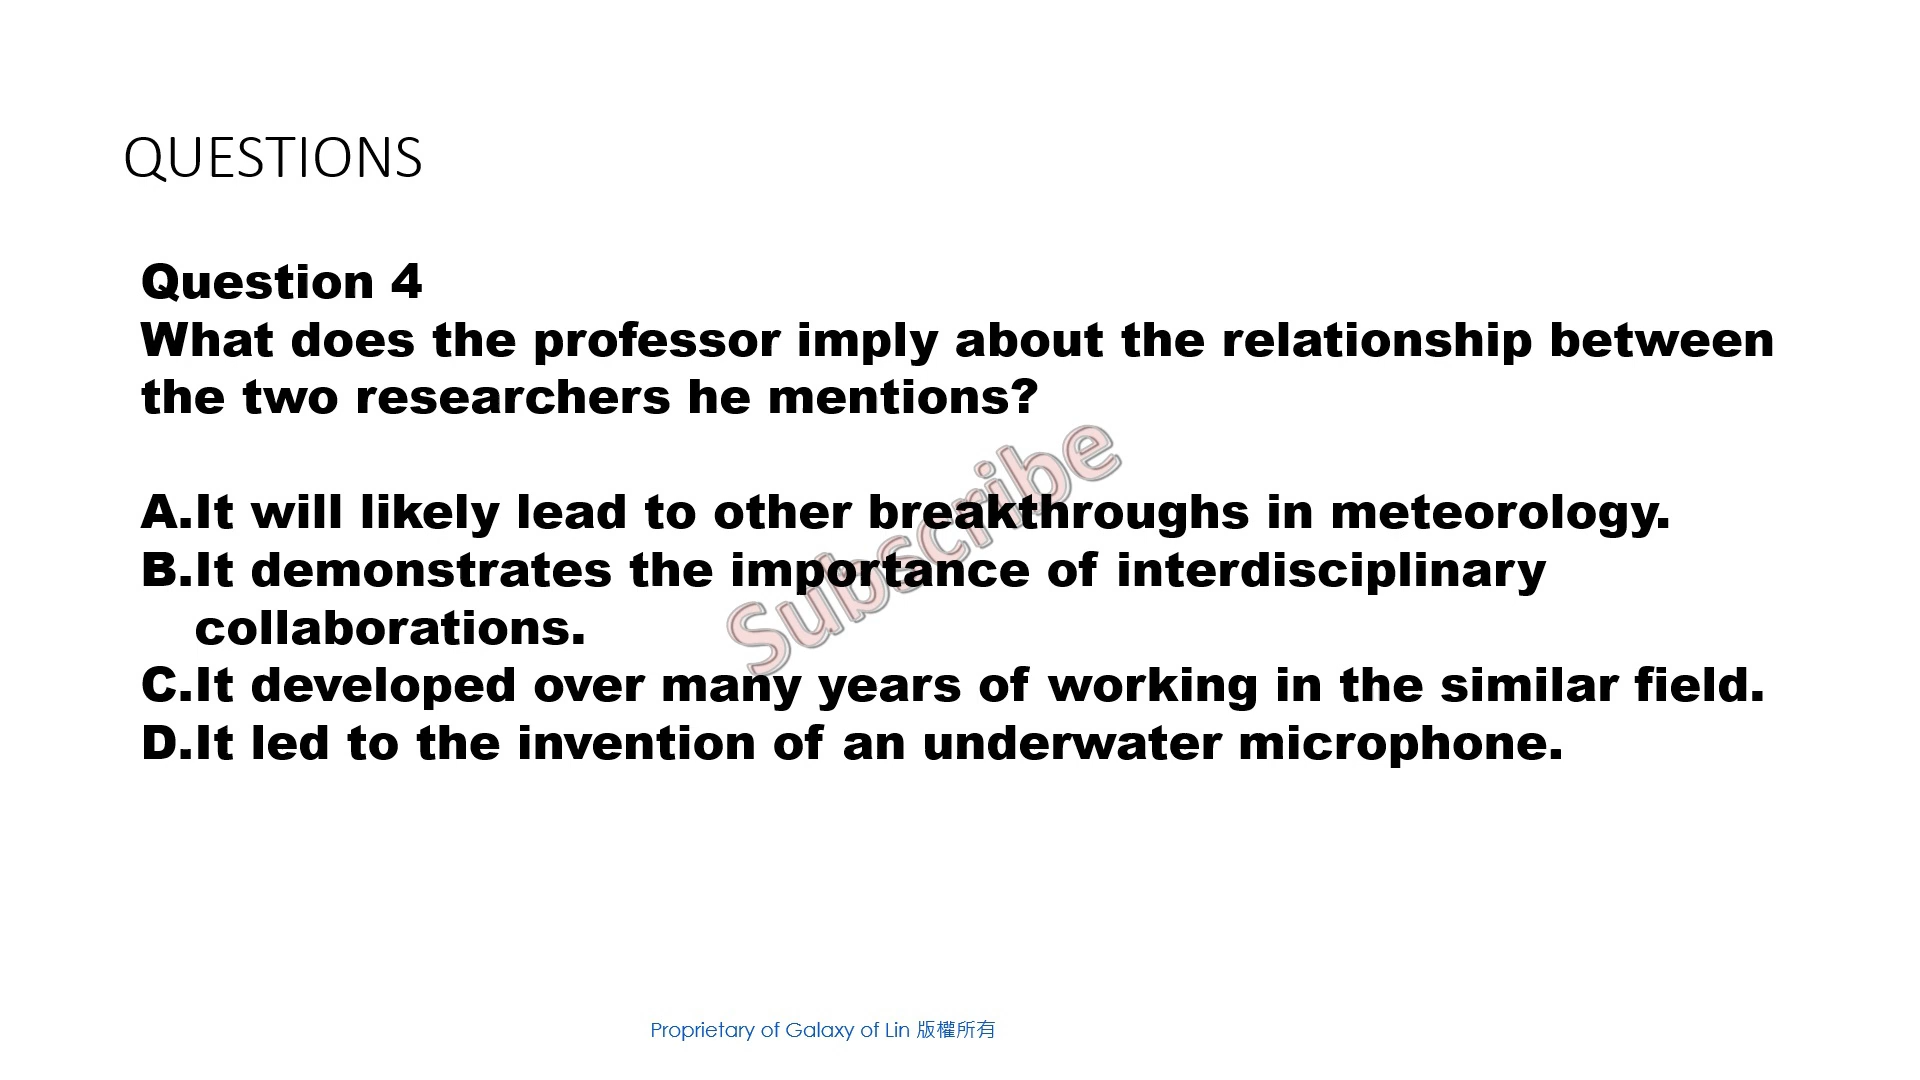 QUESTIONS
Question 4
What does the professor imply about the relationship between
the two researchers he mentions?
A.It will likely lead to other breakthroughs in meteorology.
B.It demonstrates the importance of interdisciplinary
collaborations.
C.It developed over many years of working in the similar field.
D.It led to the invention of an underwater microphone.
Subscribe
Proprietary of Galaxy of Lin 版權所有